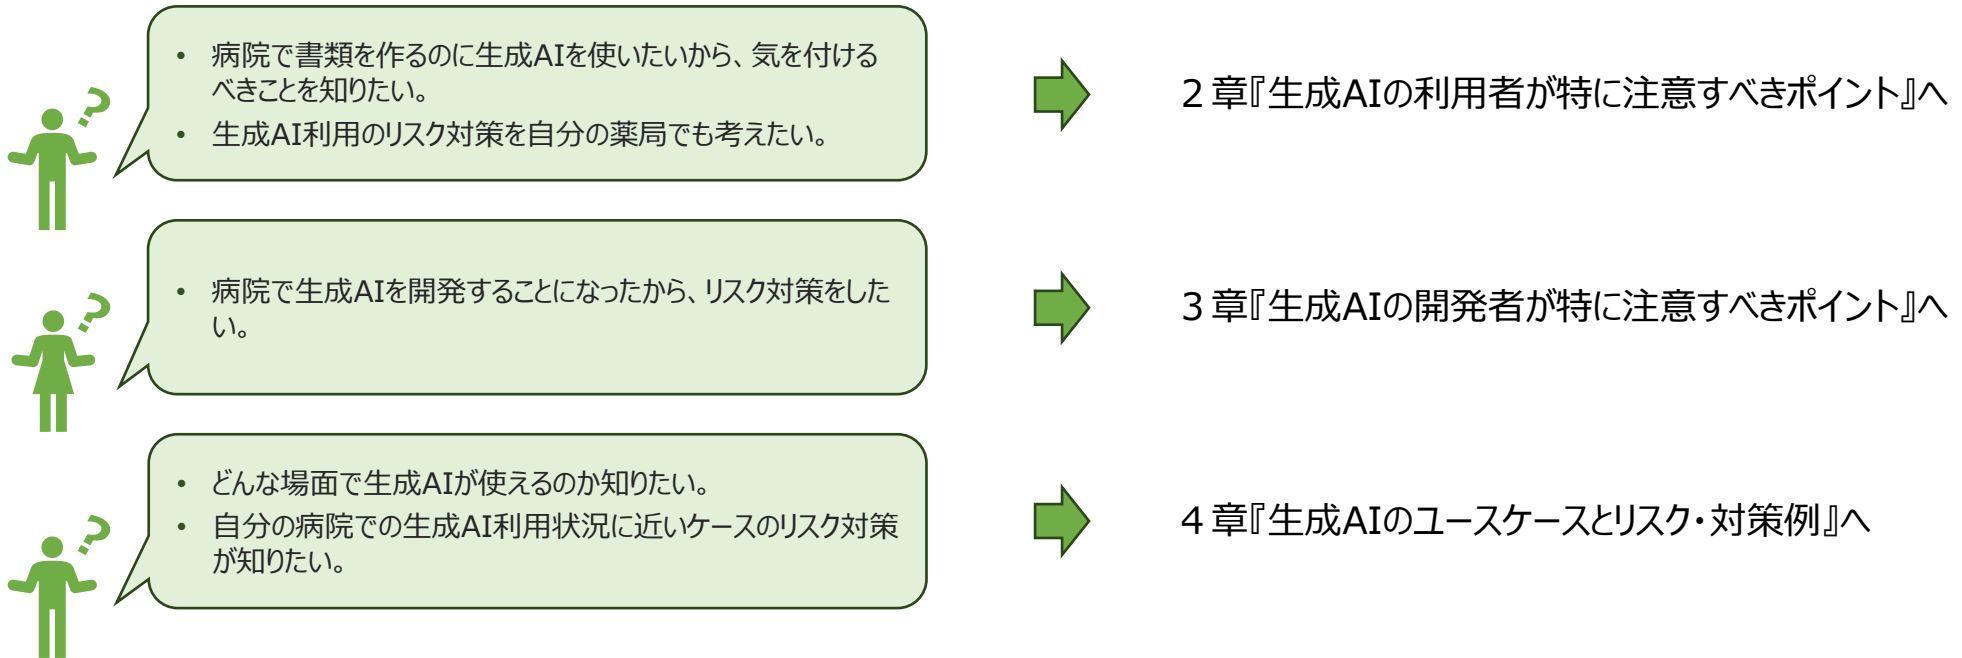 • 病院で書類を作るのに生成AIを使いたいから、気を付ける
べきことを知りたい。
• 生成AI利用のリスク対策を自分の薬局でも考えたい。
２章『生成AIの利用者が特に注意すべきポイント』へ
• 病院で生成AIを開発することになったから、リスク対策をした
い。
３章『生成AIの開発者が特に注意すべきポイント』へ
• どんな場面で生成AIが使えるのか知りたい。
• 自分の病院での生成AI利用状況に近いケースのリスク対策
が知りたい。
４章『生成AIのユースケースとリスク・対策例』へ